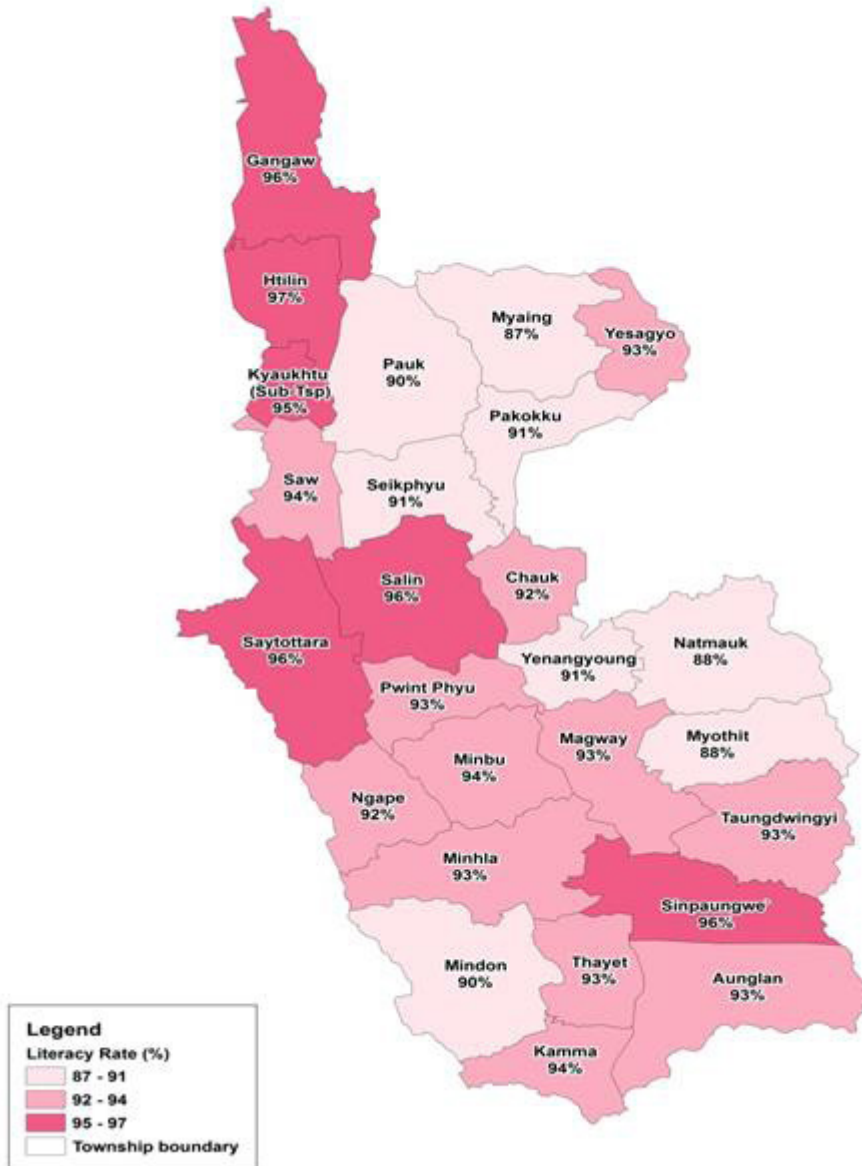 Gangaw
96%
Htilin
97%
Myaing
87%
Yesagyo
93%
Kyaukhtu
(Sub-Tsp)
95%
Pauk
90%
Pakokku
91%
Saw
94%
Seikphyu
91%
Salin
96%
Chauk
92%
Saytottara
96%
Natmauk
88%
Yenangyoung
91%
Pwint Phyu
93%
Magway
93%
Myothit
88%
Minbu
94%
Ngape
92%
Taungdwingyi
93%
Minhla
93%
Sinpaungwe'
96%
Mindon
90%
Thayet
93%
Aunglan
93%
Kamma
94%
Legend
Literacy Rate (%)
87 - 91
92 - 94
95 - 97
Township boundary